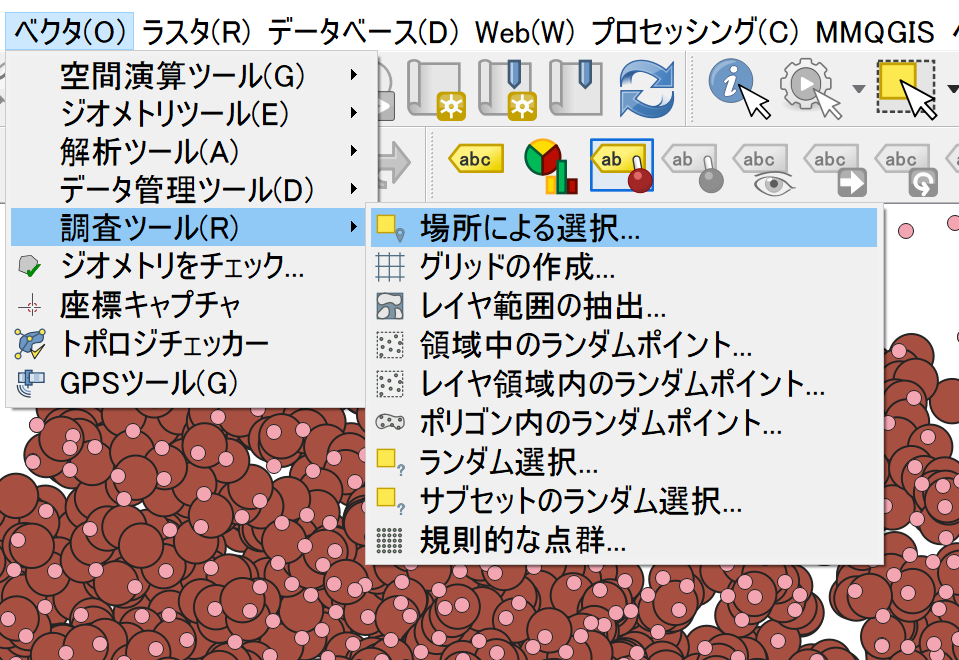 ベクタ(O) ラスタ(R) データベース(D) Web(W) プロセッシング(C) MMQGIS
空間演算ツール(G)
ジオメトリツール(E)
解析ツール(A)
データ管理ツール(D)
調査ツール(R)
ジオメトリをチェック...
座標キャプチャ
トポロジチェッカー
GPSツール(G)
abc
ab
ab
abc
abc
abc
場所による選択...
グリッドの作成...
レイヤ範囲の抽出...
領域中のランダムポイント...
レイヤ領域内のランダムポイント...
ポリゴン内のランダムポイント...
ランダム選択...
サブセットのランダム選択...
規則的な点群...